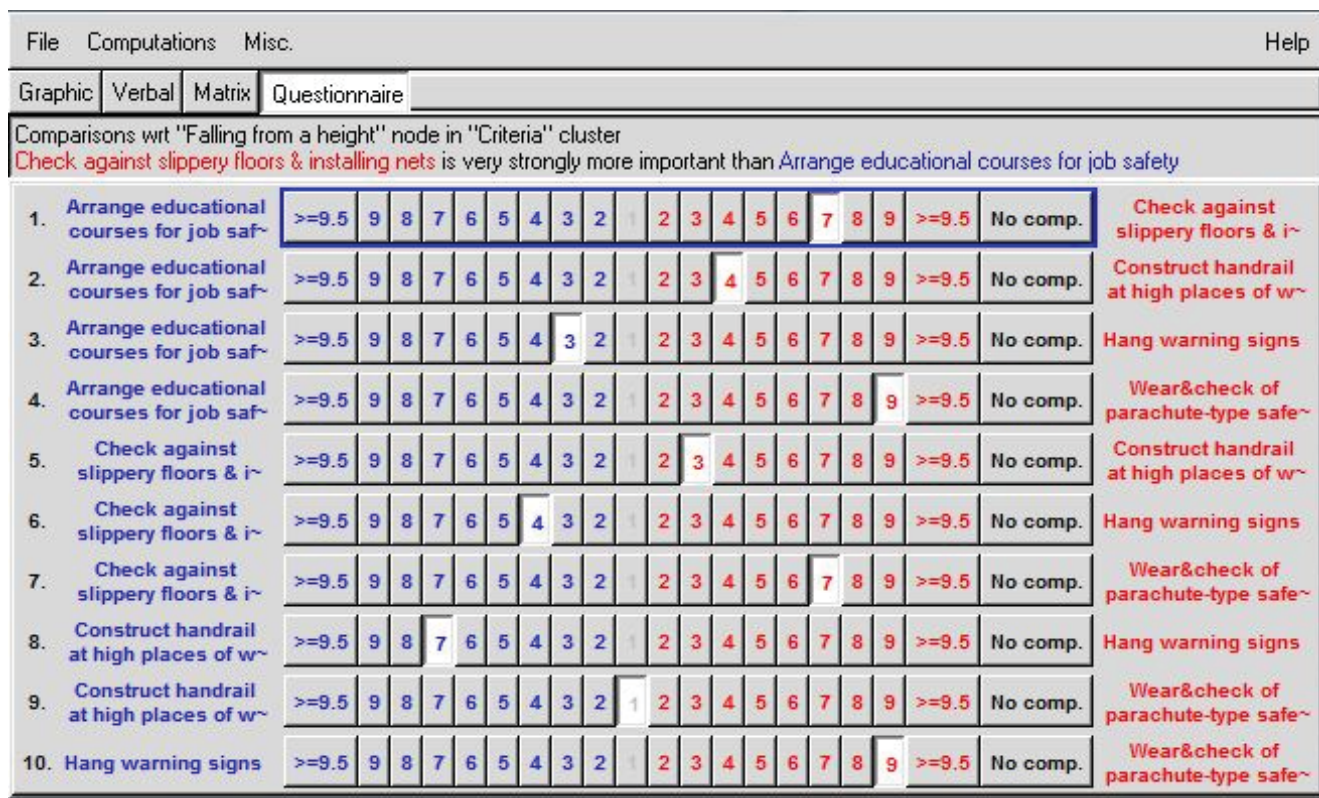 File Computations Misc. Help
Graphic Verbal Matrix Questionnaire
Comparisons wrt "Falling from a height" node in "Criteria" cluster
Check against slippery floors & installing nets is very strongly more important than Arrange educational courses for job safety
1. Arrange educational courses for job saf~ >=9.5 9 8 7 6 5 4 3 2 1 2 3 4 5 6 7 8 9 >=9.5 No comp. Check against slippery floors & i~
2. Arrange educational courses for job saf~ >=9.5 9 8 7 6 5 4 3 2 1 2 3 4 5 6 7 8 9 >=9.5 No comp. Construct handrail at high places of w~
3. Arrange educational courses for job saf~ >=9.5 9 8 7 6 5 4 3 2 1 2 3 4 5 6 7 8 9 >=9.5 No comp. Hang warning signs
4. Arrange educational courses for job saf~ >=9.5 9 8 7 6 5 4 3 2 1 2 3 4 5 6 7 8 9 >=9.5 No comp. Wear&check of parachute-type safe~
5. Check against slippery floors & i~ >=9.5 9 8 7 6 5 4 3 2 1 2 3 4 5 6 7 8 9 >=9.5 No comp. Construct handrail at high places of w~
6. Check against slippery floors & i~ >=9.5 9 8 7 6 5 4 3 2 1 2 3 4 5 6 7 8 9 >=9.5 No comp. Hang warning signs
7. Check against slippery floors & i~ >=9.5 9 8 7 6 5 4 3 2 1 2 3 4 5 6 7 8 9 >=9.5 No comp. Wear&check of parachute-type safe~
8. Construct handrail at high places of w~ >=9.5 9 8 7 6 5 4 3 2 1 2 3 4 5 6 7 8 9 >=9.5 No comp. Hang warning signs
9. Construct handrail at high places of w~ >=9.5 9 8 7 6 5 4 3 2 1 2 3 4 5 6 7 8 9 >=9.5 No comp. Wear&check of parachute-type safe~
10. Hang warning signs >=9.5 9 8 7 6 5 4 3 2 1 2 3 4 5 6 7 8 9 >=9.5 No comp. Wear&check of parachute-type safe~